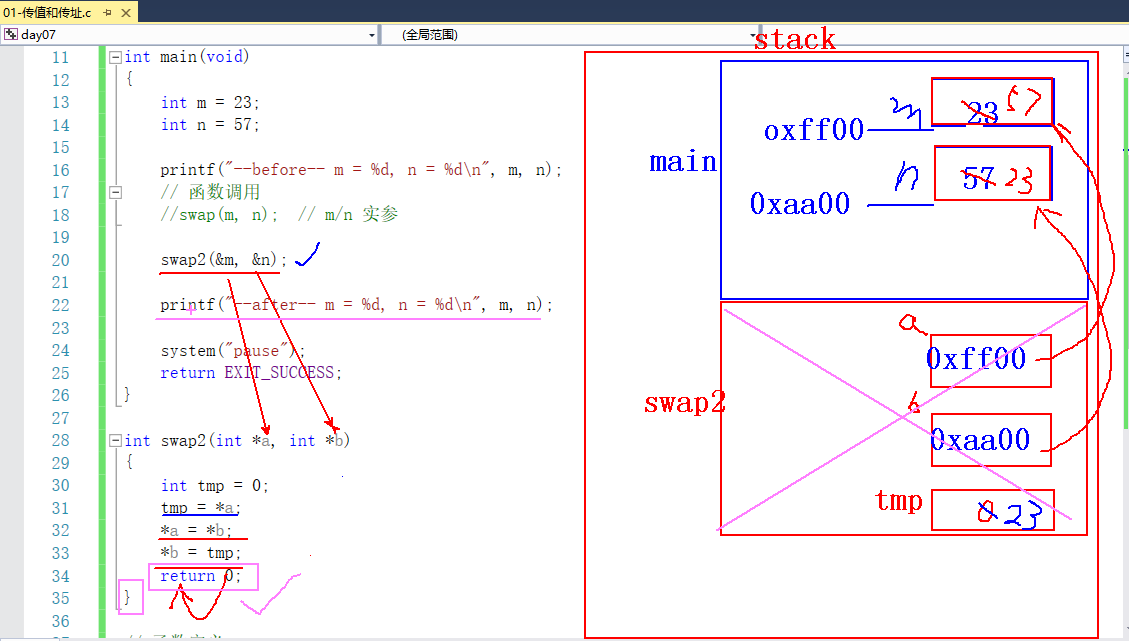 01-传值和传址.c
day07
(全局范围)
11 int main(void)
12 {
13 int m = 23;
14 int n = 57;
15
16 printf("--before-- m = %d, n = %d\n", m, n);
17 // 函数调用
18 //swap(m, n); // m/n 实参
19
20 swap2(&m, &n);
21
22 printf("--after-- m = %d, n = %d\n", m, n);
23
24 system("pause");
25 return EXIT_SUCCESS;
26 }
27
28 int swap2(int *a, int *b)
29 {
30 int tmp = 0;
31 tmp = *a;
32 *a = *b;
33 *b = tmp;
34 return 0;
35 }
36
stack
main
oxff00 m 23 57
0xaa00 n 57 23
swap2
a 0xff00
b 0xaa00
tmp 0 23